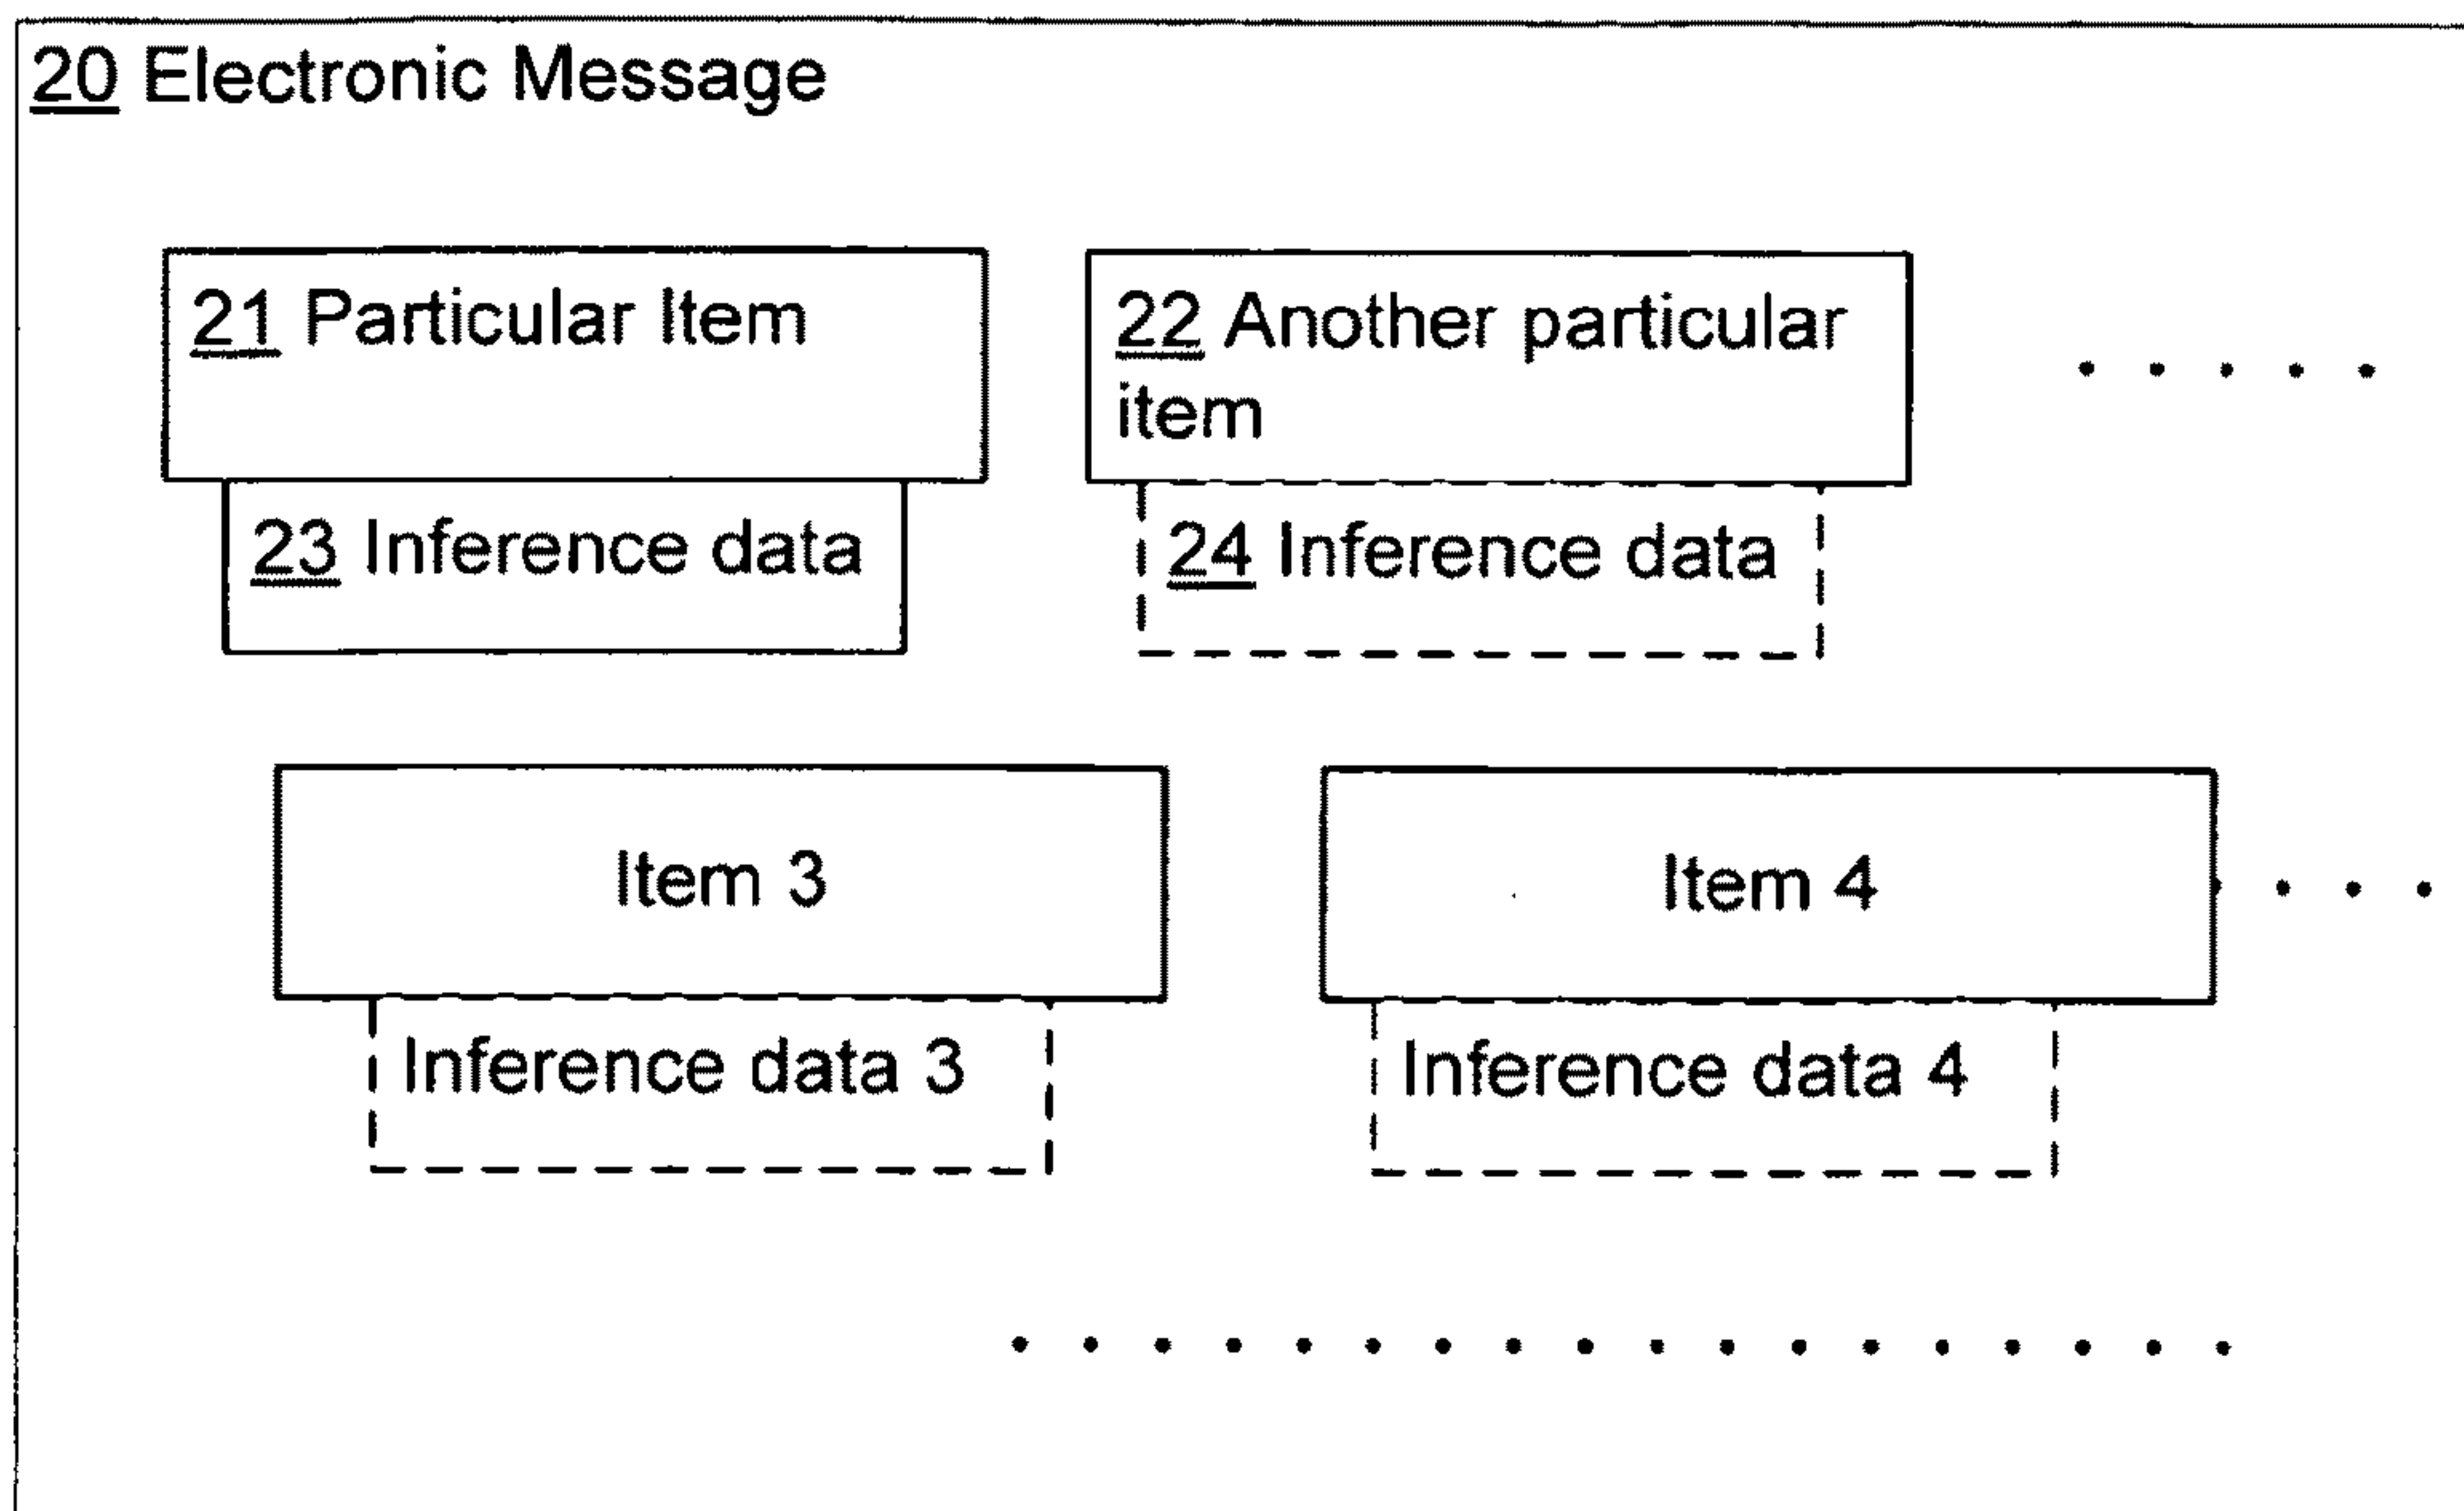 20 Electronic Message
21 Particular Item
22 Another particular
item
23 Inference data
24 Inference data
Item 3
Item 4
Inference data 3
Inference data 4